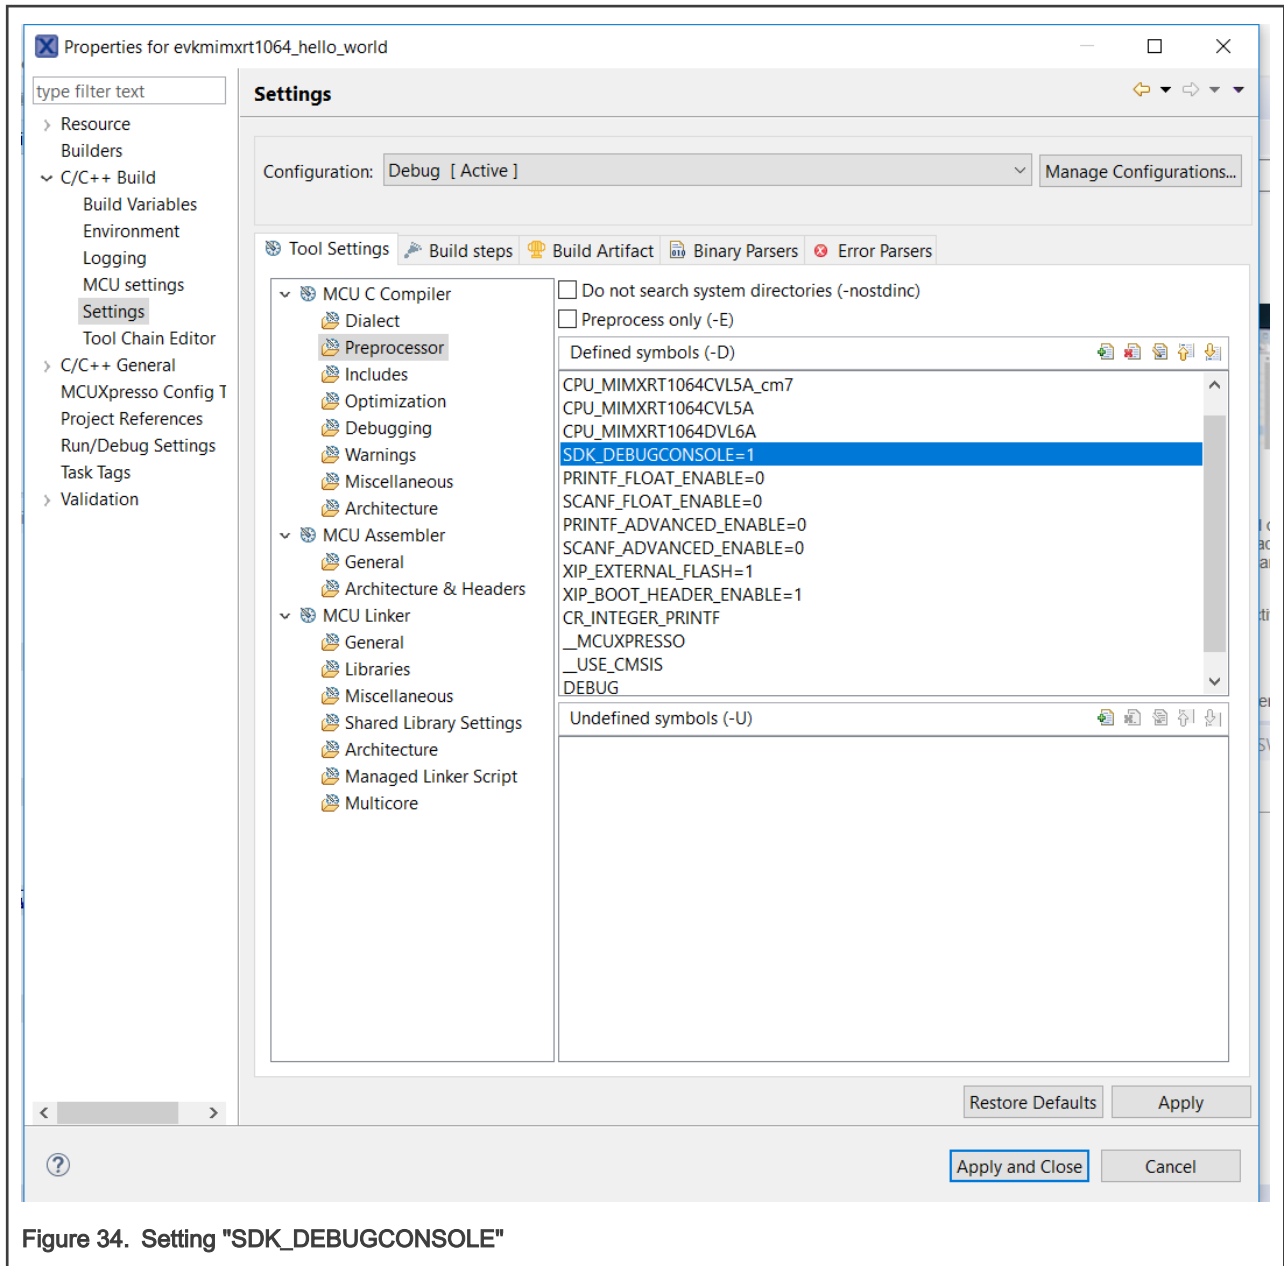 Properties for evkmimxrt1064_hello_world
type filter text
Resource
Builders
C/C++ Build
Build Variables
Environment
Logging
MCU settings
Settings
Tool Chain Editor
C/C++ General
MCUXpresso Config T
Project References
Run/Debug Settings
Task Tags
Validation
Settings
Configuration: Debug [ Active ]
Manage Configurations...
Tool Settings Build steps Build Artifact Binary Parsers Error Parsers
MCU C Compiler
Dialect
Preprocessor
Includes
Optimization
Debugging
Warnings
Miscellaneous
Architecture
MCU Assembler
General
Architecture & Headers
MCU Linker
General
Libraries
Miscellaneous
Shared Library Settings
Architecture
Managed Linker Script
Multicore
Do not search system directories (-nostdinc)
Preprocess only (-E)
Defined symbols (-D)
CPU_MIMXRT1064CVL5A_cm7
CPU_MIMXRT1064CVL5A
CPU_MIMXRT1064DVL6A
SDK_DEBUGCONSOLE=1
PRINTF_FLOAT_ENABLE=0
SCANF_FLOAT_ENABLE=0
PRINTF_ADVANCED_ENABLE=0
SCANF_ADVANCED_ENABLE=0
XIP_EXTERNAL_FLASH=1
XIP_BOOT_HEADER_ENABLE=1
CR_INTEGER_PRINTF
__MCUXPRESSO
__USE_CMSIS
DEBUG
Undefined symbols (-U)
Restore Defaults
Apply
Apply and Close
Cancel
Figure 34. Setting "SDK_DEBUGCONSOLE"